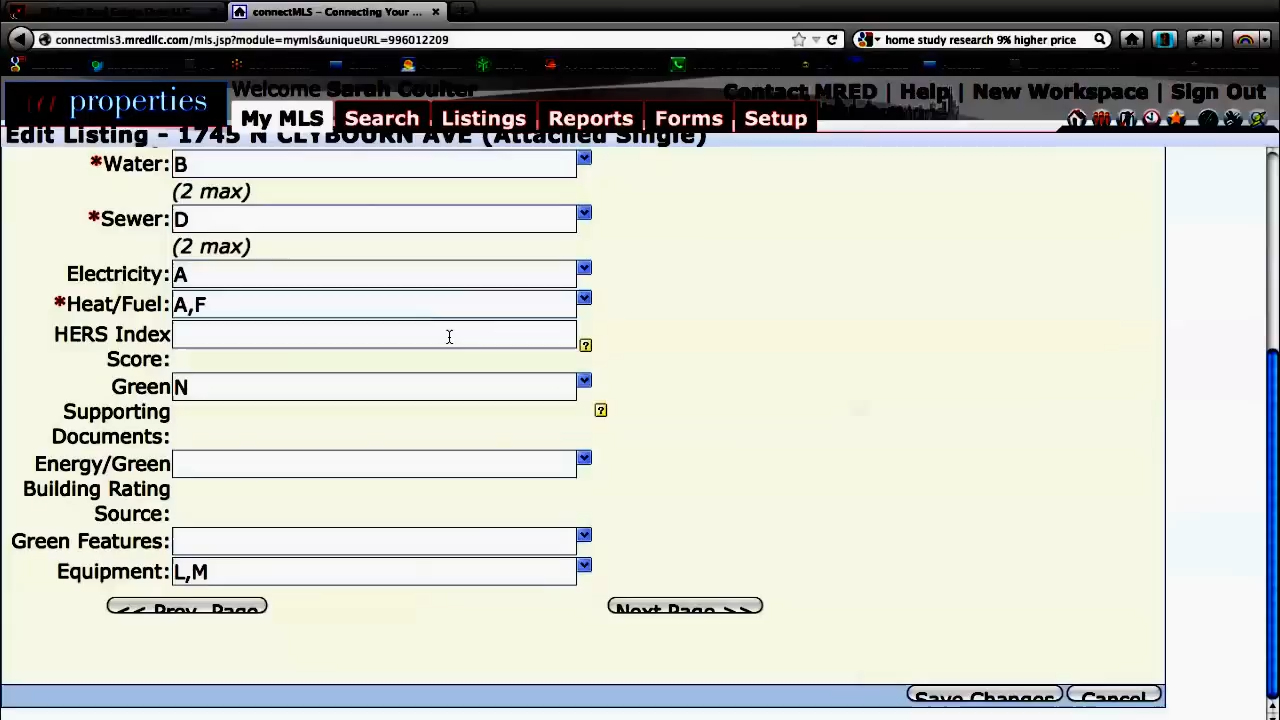 connectMLS – Connecting Your ...
connectmls3.mredllc.com/mls.jsp?module=mymls&uniqueURL=996012209
home study research 9% higher price
properties
Welcome Sarah Coulter
Contact MRED | Help | New Workspace | Sign Out
My MLS Search Listings Reports Forms Setup
Edit Listing - 1745 N CLYBOURN AVE (Attached Single)
*Water: B
(2 max)
*Sewer: D
(2 max)
Electricity: A
*Heat/Fuel: A,F
HERS Index
Score:
?
Green N
Supporting
?
Documents:
Energy/Green
Building Rating
Source:
Green Features:
Equipment: L,M
<< Prev. Page Next Page >>
Save Changes Cancel